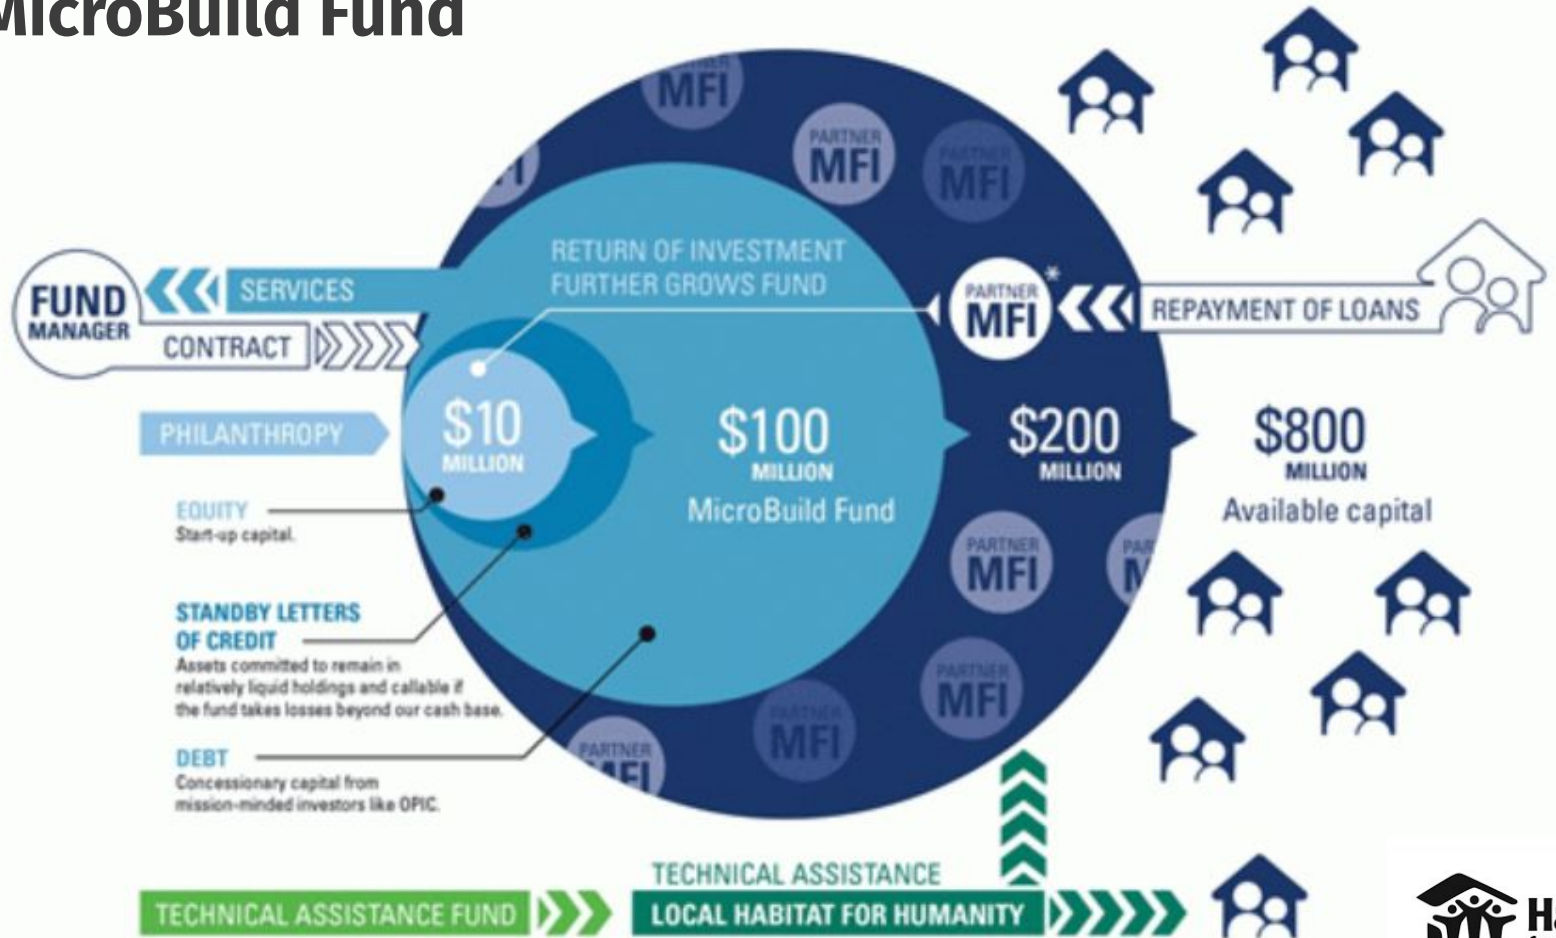 MicroBuild Fund
PARTNER
MFI
PARTNER
MFI
PARTNER
MFI
RETURN OF INVESTMENT
FURTHER GROWS FUND
FUND
MANAGER
SERVICES
CONTRACT
PARTNER
MFI
*
REPAYMENT OF LOANS
PHILANTHROPY
$10
MILLION
$100
MILLION
MicroBuild Fund
$200
MILLION
$800
MILLION
Available capital
EQUITY
Start-up capital.
STANDBY LETTERS
OF CREDIT
Assets committed to remain in
relatively liquid holdings and callable if
the fund takes losses beyond our cash base.
DEBT
Concessionary capital from
mission-minded investors like OPIC.
PARTNER
MFI
PARTNER
MFI
PARTNER
MFI
PARTNER
MFI
TECHNICAL ASSISTANCE
TECHNICAL ASSISTANCE FUND
LOCAL HABITAT FOR HUMANITY